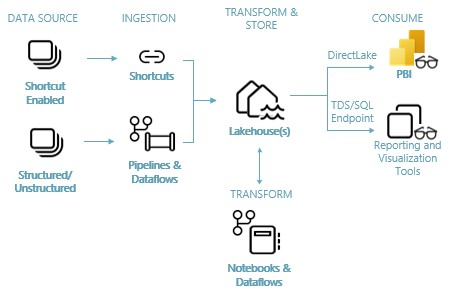 DATA SOURCE
INGESTION
TRANSFORM &
STORE
CONSUME
Shortcut
Enabled
Shortcuts
DirectLake
PBI
Structured/
Unstructured
Pipelines &
Dataflows
Lakehouse(s)
TDS/SQL
Endpoint
Reporting and
Visualization
Tools
TRANSFORM
Notebooks &
Dataflows